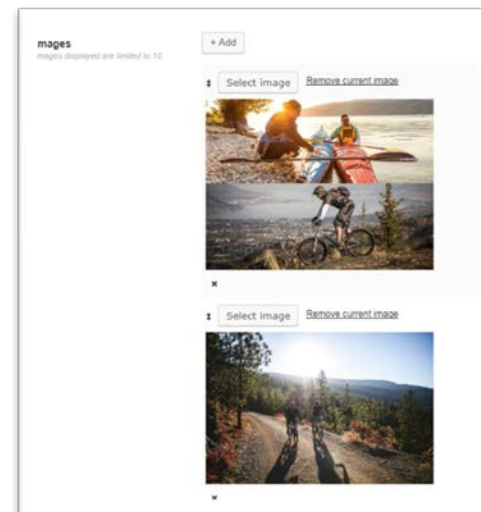 mages
mages displayed are limited to 10.
+ Add
Select image Remove current image
×
Select image Remove current image
×